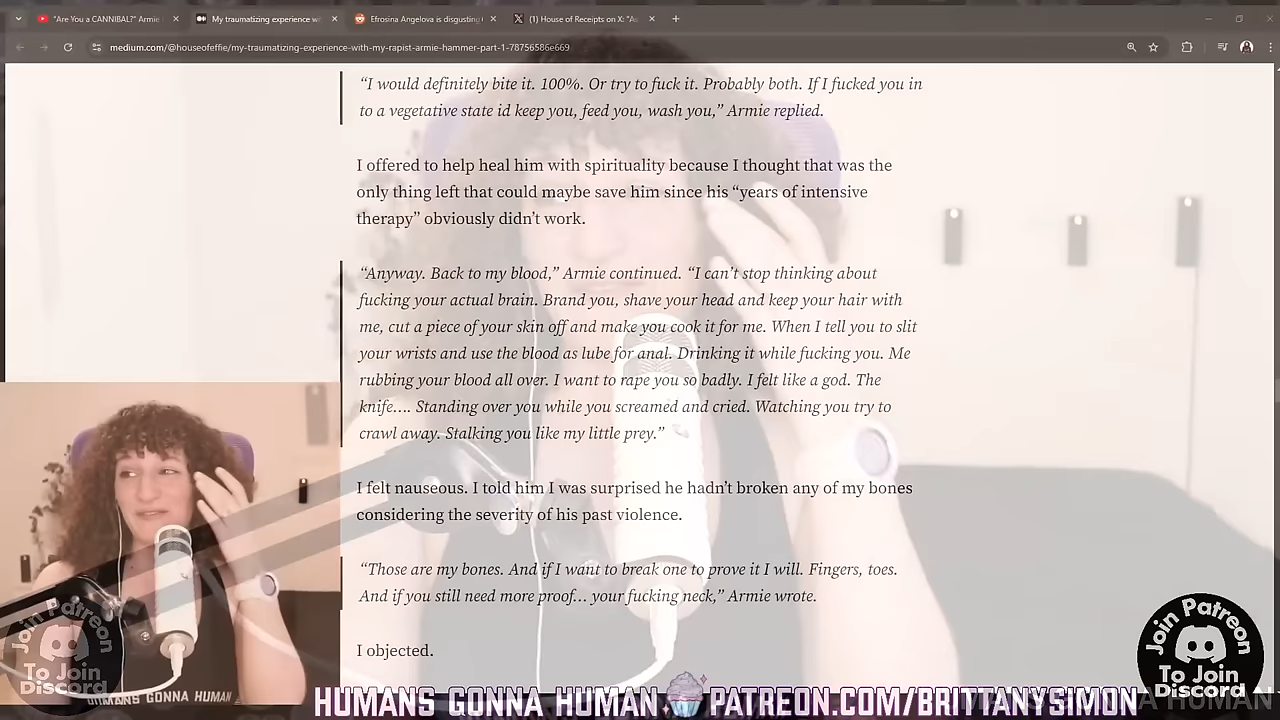 "Are You a CANNIBAL?" Armie
My traumatizing experience wi
Efrosina Angelova is disgusting
(1) House of Receipts on X: "As
medium.com/@houseofeffie/my-traumatizing-experience-with-my-rapist-armie-hammer-part-1-78756586e669
“I would definitely bite it. 100%. Or try to fuck it. Probably both. If I fucked you in
to a vegetative state id keep you, feed you, wash you,” Armie replied.
I offered to help heal him with spirituality because I thought that was the
only thing left that could maybe save him since his “years of intensive
therapy” obviously didn’t work.
“Anyway. Back to my blood,” Armie continued. “I can’t stop thinking about
fucking your actual brain. Brand you, shave your head and keep your hair with
me, cut a piece of your skin off and make you cook it for me. When I tell you to slit
your wrists and use the blood as lube for anal. Drinking it while fucking you. Me
rubbing your blood all over. I want to rape you so badly. I felt like a god. The
knife…. Standing over you while you screamed and cried. Watching you try to
crawl away. Stalking you like my little prey.”
I felt nauseous. I told him I was surprised he hadn’t broken any of my bones
considering the severity of his past violence.
“Those are my bones. And if I want to break one to prove it I will. Fingers, toes.
And if you still need more proof… your fucking neck,” Armie wrote.
I objected.
Join Patreon
To Join
Discord
Join Patreon
To Join
Discord
HUMANS GONNA HUMAN
HUMANS GONNA HUMAN PATREON.COM/BRITTANYSIMON